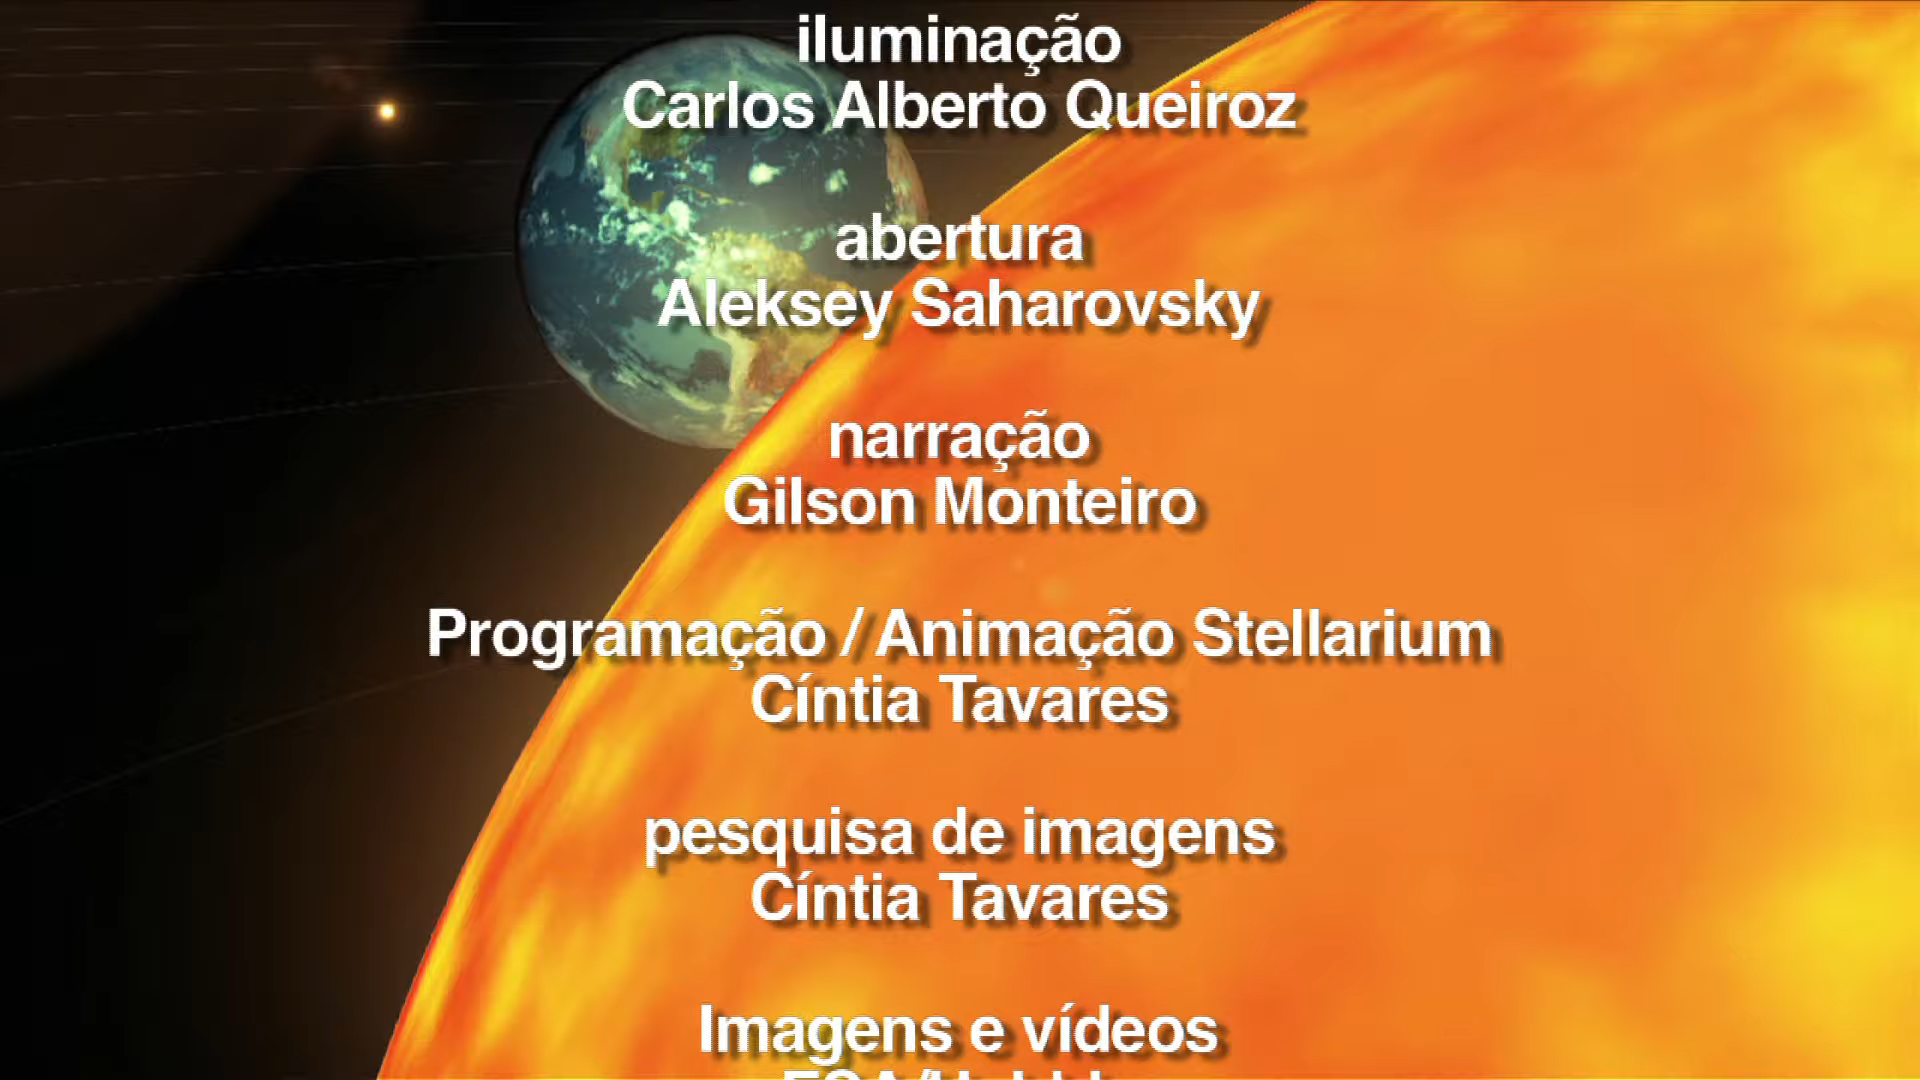 iluminação
Carlos Alberto Queiroz
abertura
Aleksey Saharovsky
narração
Gilson Monteiro
Programação / Animação Stellarium
Cíntia Tavares
pesquisa de imagens
Cíntia Tavares
Imagens e vídeos